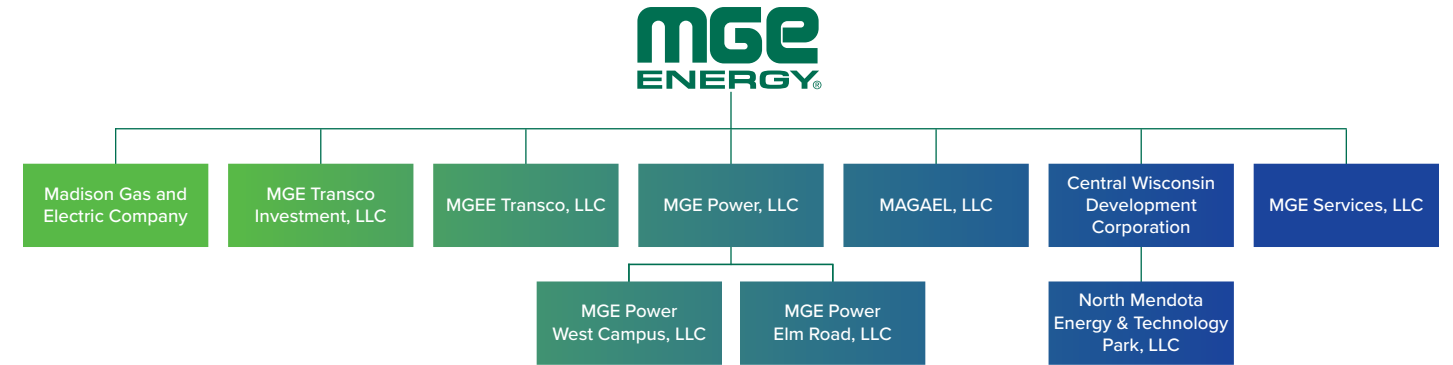 mge
ENERGY®
Madison Gas and
Electric Company
MGE Transco
Investment, LLC
MGEE Transco, LLC
MGE Power, LLC
MAGAEL, LLC
Central Wisconsin
Development
Corporation
MGE Services, LLC
MGE Power
West Campus, LLC
MGE Power
Elm Road, LLC
North Mendota
Energy & Technology
Park, LLC